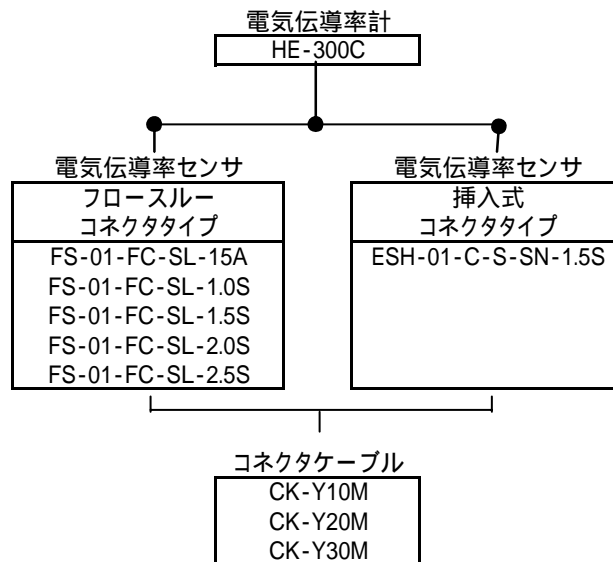 電気伝導率計
HE-300C
電気伝導率センサ
フロースルー
コネクタタイプ
FS-01-FC-SL-15A
FS-01-FC-SL-1.0S
FS-01-FC-SL-1.5S
FS-01-FC-SL-2.0S
FS-01-FC-SL-2.5S
電気伝導率センサ
挿入式
コネクタタイプ
ESH-01-C-S-SN-1.5S
コネクタケーブル
CK-Y10M
CK-Y20M
CK-Y30M